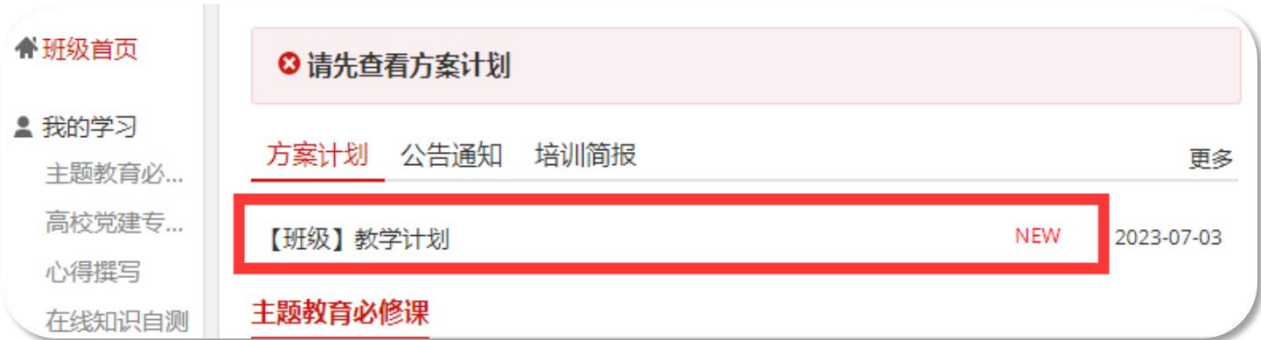 班级首页
我的学习
主题教育必...
高校党建专...
心得撰写
在线知识自测
请先查看方案计划
方案计划 公告通知 培训简报 更多
【班级】教学计划 NEW 2023-07-03
主题教育必修课